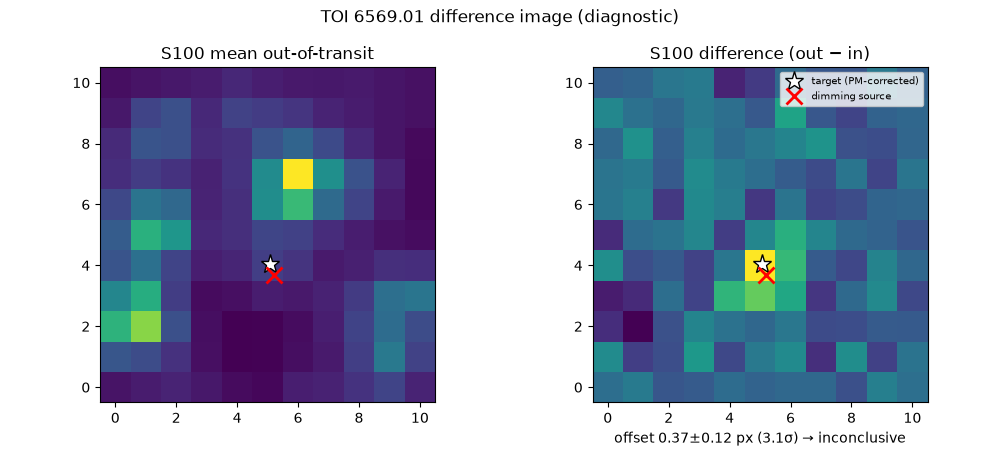 TOI 6569.01 difference image (diagnostic)
S100 mean out-of-transit
S100 difference (out − in)
10
8
6
4
2
0
0 2 4 6 8 10
10
8
6
4
2
0
0 2 4 6 8 10
target (PM-corrected)
dimming source
offset 0.37±0.12 px (3.1σ) → inconclusive